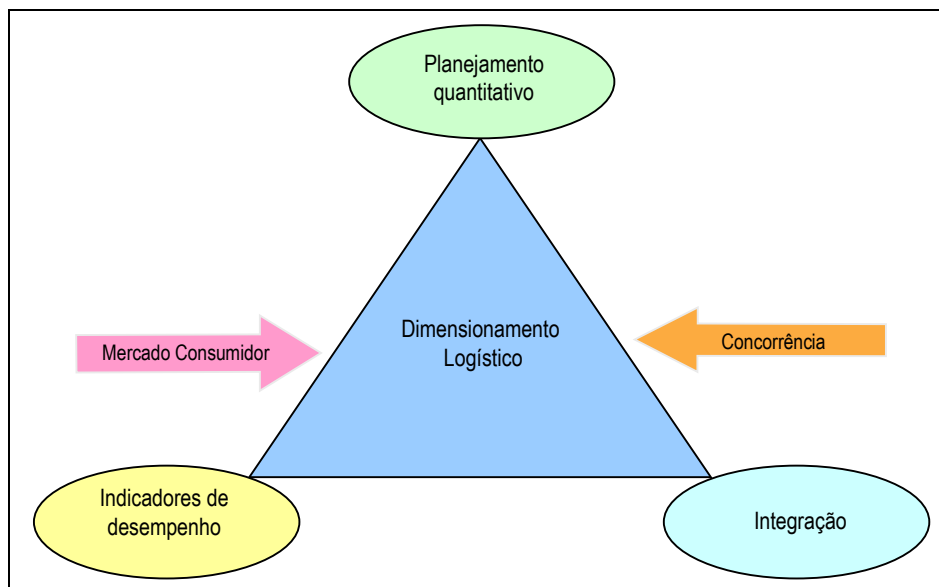 Planejamento
quantitativo
Dimensionamento
Logístico
Mercado Consumidor
Concorrência
Indicadores de
desempenho
Integração